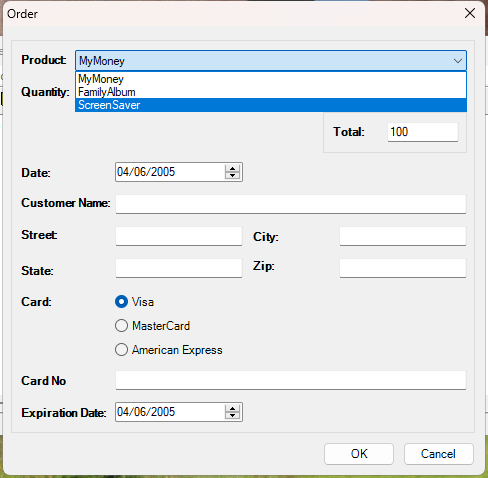 Order
Product: MyMoney
MyMoney
Quantity: FamilyAlbum
ScreenSaver
Total: 100
Date: 04/06/2005
Customer Name:
Street: City:
State: Zip:
Card: Visa
MasterCard
American Express
Card No
Expiration Date: 04/06/2005
OK Cancel